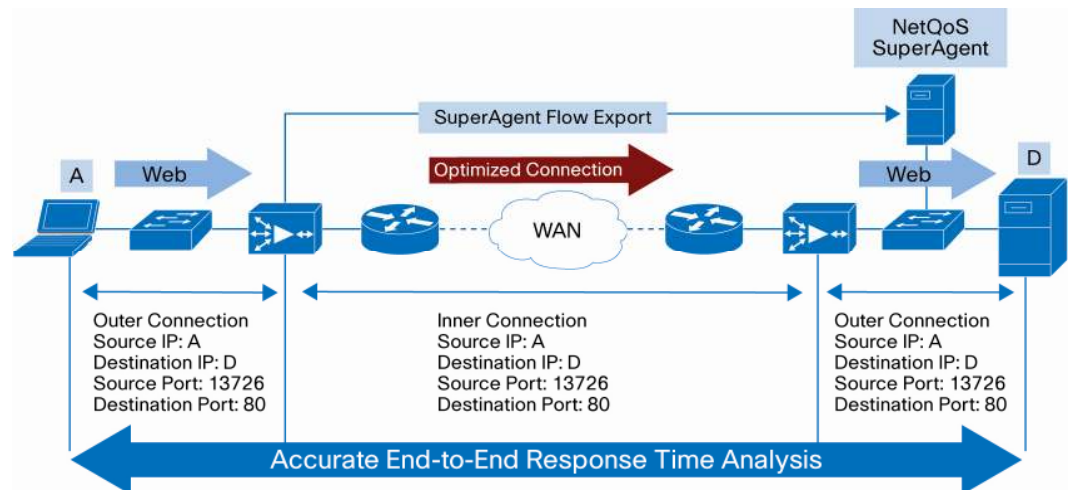 NetQoS
SuperAgent
SuperAgent Flow Export
A
Web
Optimized Connection
Web
D
WAN
Outer Connection
Source IP: A
Destination IP: D
Source Port: 13726
Destination Port: 80
Inner Connection
Source IP: A
Destination IP: D
Source Port: 13726
Destination Port: 80
Outer Connection
Source IP: A
Destination IP: D
Source Port: 13726
Destination Port: 80
Accurate End-to-End Response Time Analysis